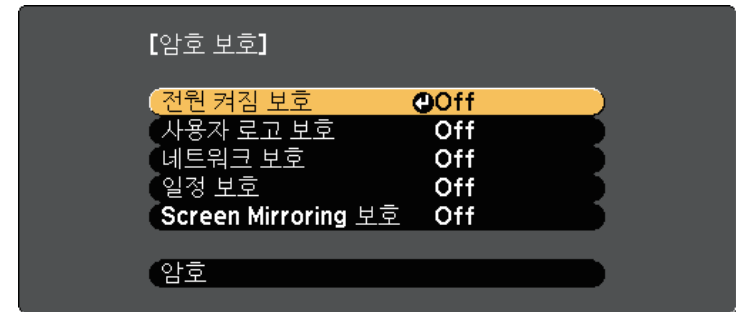 [암호 보호]
전원 켜짐 보호 Off
사용자 로고 보호 Off
네트워크 보호 Off
일정 보호 Off
Screen Mirroring 보호 Off
암호